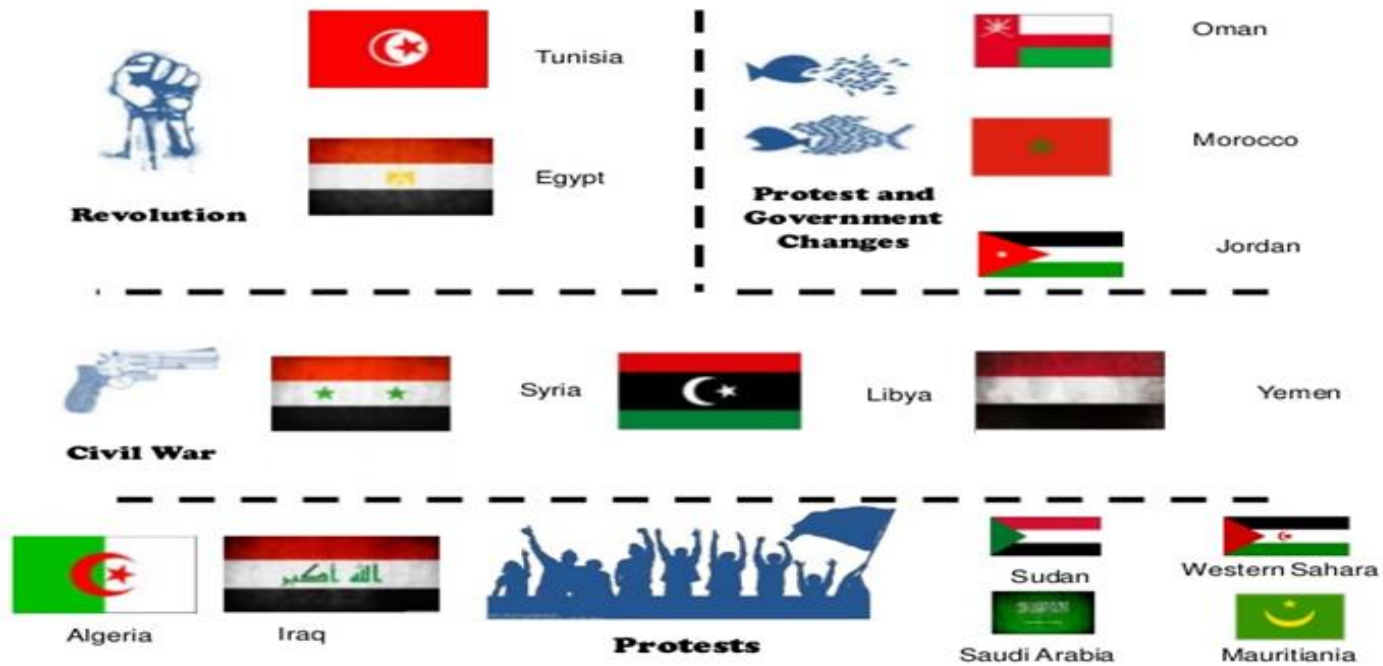 Tunisia
Egypt
Revolution
Oman
Morocco
Protest and
Government
Changes
Jordan
Syria
Libya
Yemen
Civil War
الله أكبر
Algeria
Iraq
Protests
Sudan
Western Sahara
Saudi Arabia
Mauritiania